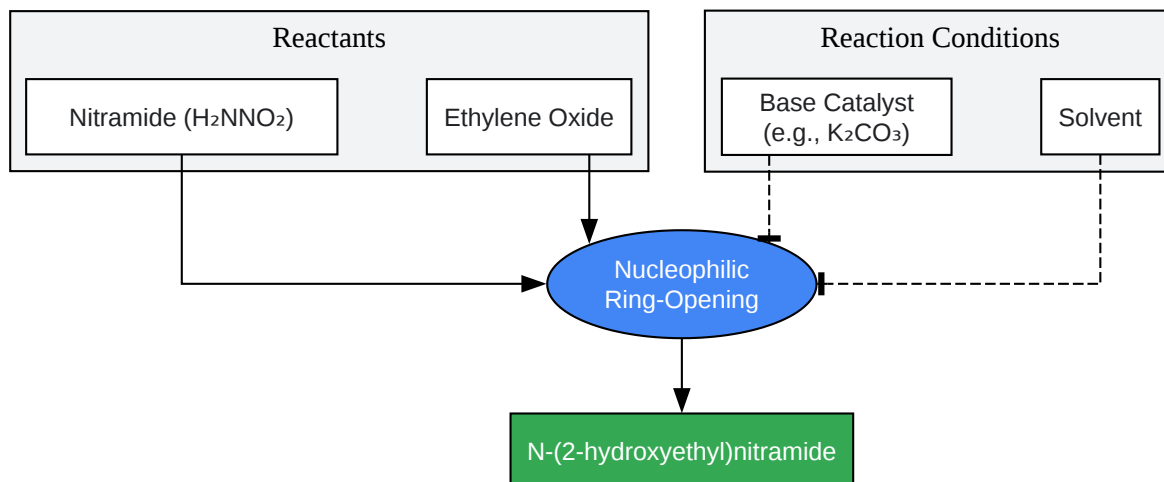 Reactants
Reaction Conditions
Nitramide (H₂NNO₂)
Ethylene Oxide
Base Catalyst
(e.g., K₂CO₃)
Solvent
Nucleophilic
Ring-Opening
N-(2-hydroxyethyl)nitramide